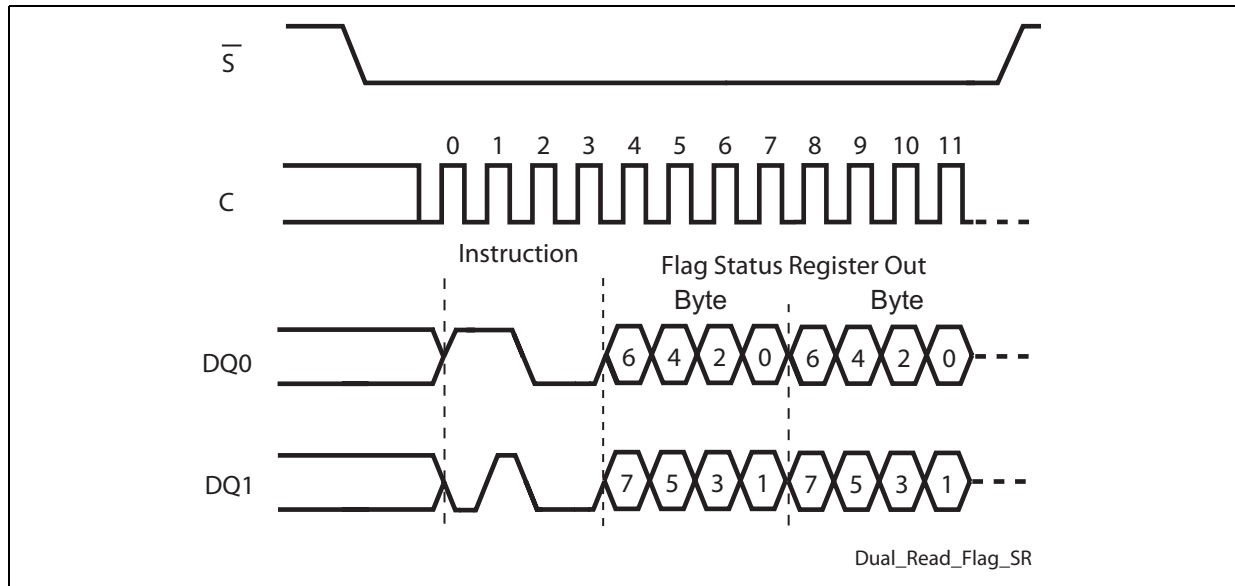 S̅
0 1 2 3 4 5 6 7 8 9 10 11
C
Instruction
Flag Status Register Out
Byte Byte
DQ0 6 4 2 0 6 4 2 0
DQ1 7 5 3 1 7 5 3 1
Dual_Read_Flag_SR